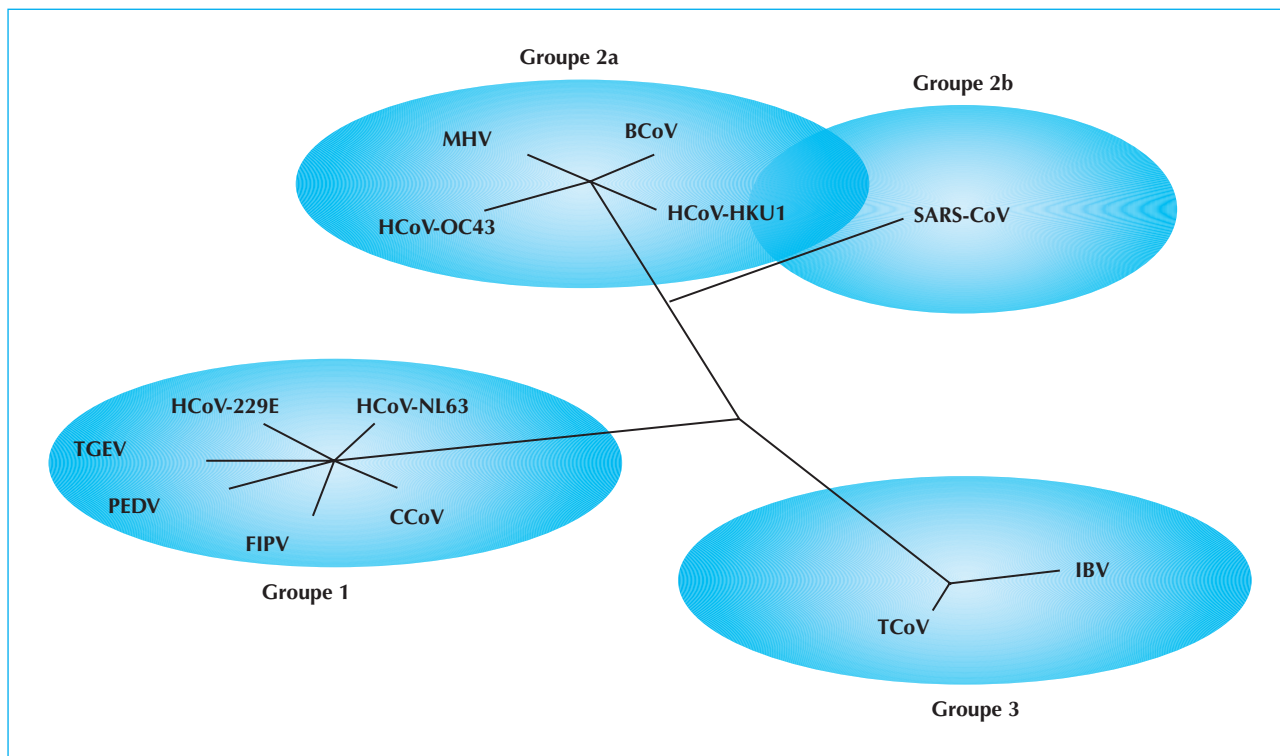 Groupe 2a
Groupe 2b
MHV
BCoV
HCoV-OC43
HCoV-HKU1
SARS-CoV
HCoV-229E
HCoV-NL63
TGEV
PEDV
FIPV
CCoV
Groupe 1
IBV
TCoV
Groupe 3